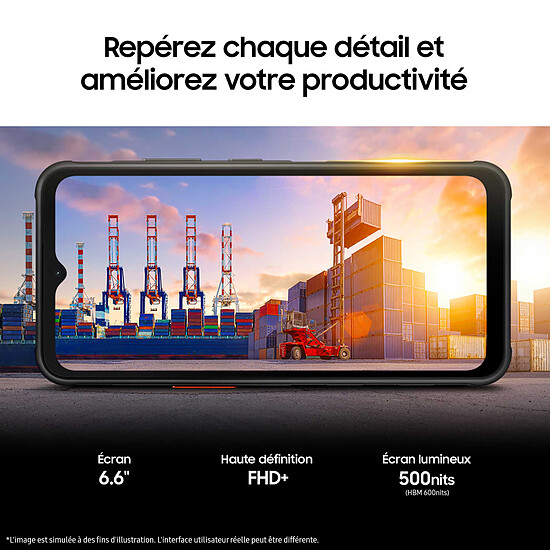 Repérez chaque détail et
améliorez votre productivité
Écran
6.6"
Haute définition
FHD+
Écran lumineux
500nits
(HBM 600nits)
*L'image est simulée à des fins d'illustration. L'interface utilisateur réelle peut être différente.